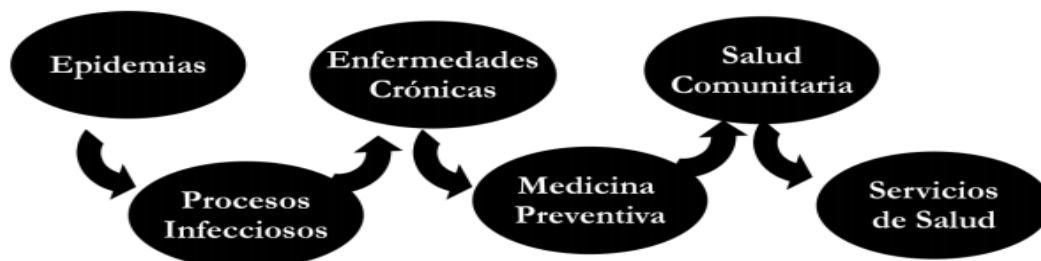 Epidemias
Procesos
Infecciosos
Enfermedades
Crónicas
Medicina
Preventiva
Salud
Comunitaria
Servicios
de Salud